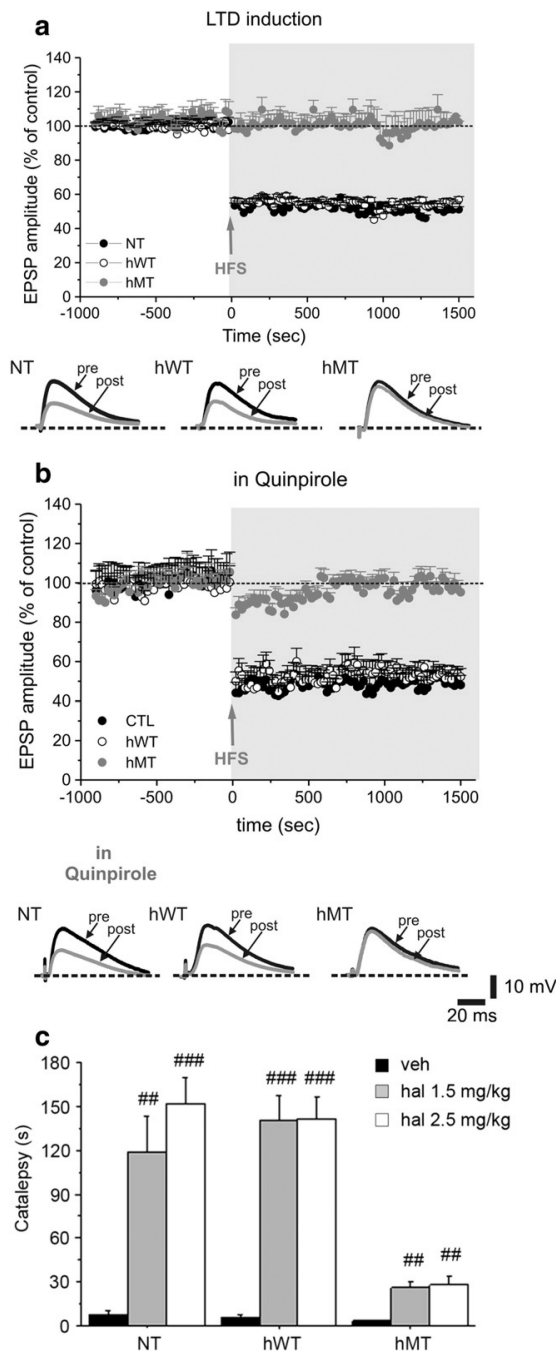 a
LTD induction
EPSP amplitude (% of control)
140
120
100
80
60
40
20
0
NT
hWT
hMT
HFS
-1000 -500 0 500 1000 1500
Time (sec)
NT pre post
hWT pre post
hMT pre post
b
in Quinpirole
EPSP amplitude (% of control)
140
120
100
80
60
40
20
0
CTL
hWT
hMT
HFS
-1000 -500 0 500 1000 1500
time (sec)
in
Quinpirole
NT pre post
hWT pre post
hMT pre post
10 mV
20 ms
c
Catalepsy (s)
180
150
120
90
60
30
0
## ### ### ### ## ##
veh
hal 1.5 mg/kg
hal 2.5 mg/kg
NT hWT hMT